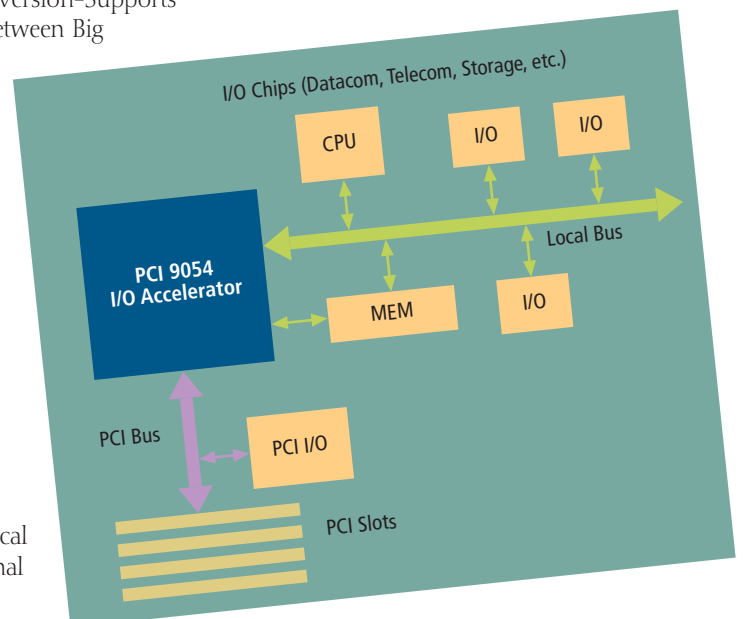 version–Supports
etween Big
I/O Chips (Datacom, Telecom, Storage, etc.)
CPU
I/O
I/O
Local Bus
PCI 9054
I/O Accelerator
MEM
I/O
PCI Bus
PCI I/O
PCI Slots
cal
nal